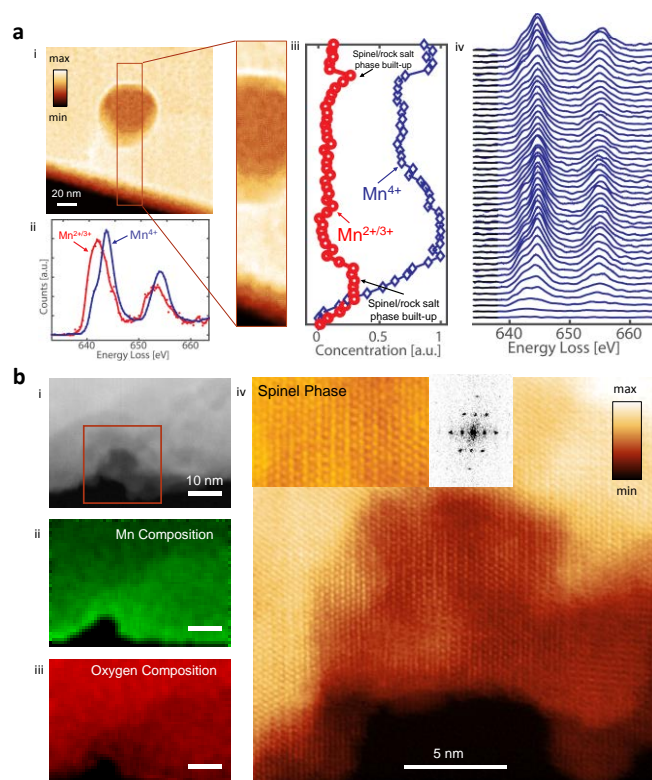 a
i
max
min
20 nm
ii
Mn2+/3+
Mn4+
Counts [a.u.]
640
650
660
Energy Loss [eV]
iii
Spinel/rock salt
phase built-up
Mn4+
Mn2+/3+
Spinel/rock salt
phase built-up
0
0.5
1
Concentration [a.u.]
iv
640
650
660
Energy Loss [eV]
b
i
10 nm
ii
Mn Composition
iii
Oxygen Composition
iv
Spinel Phase
max
min
5 nm